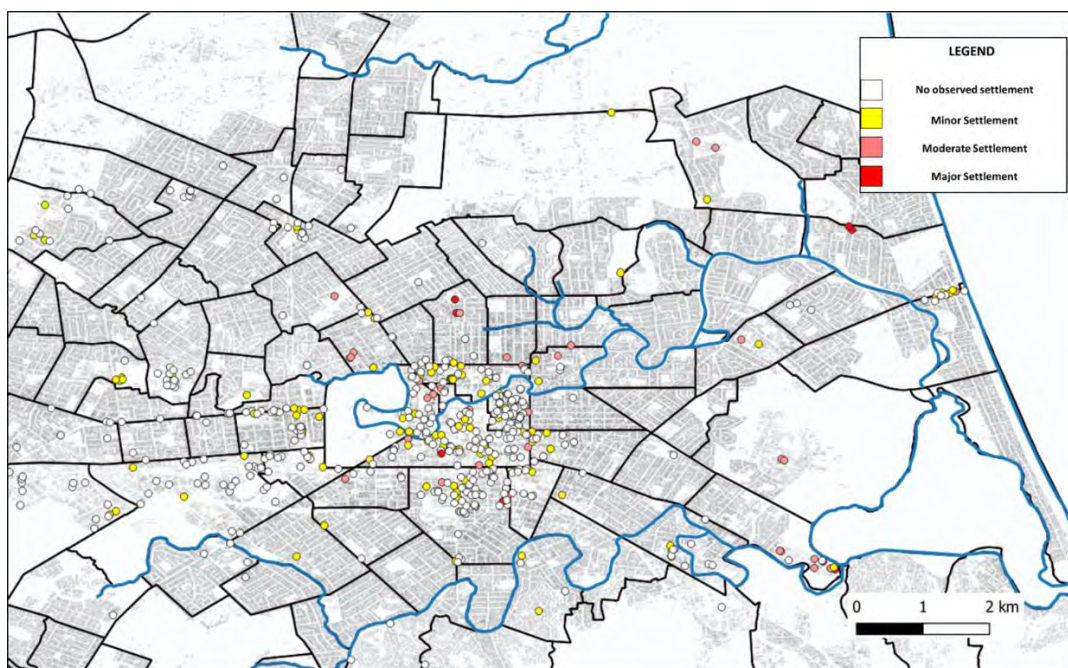 LEGEND
No observed settlement
Minor Settlement
Moderate Settlement
Major Settlement
0 1 2 km